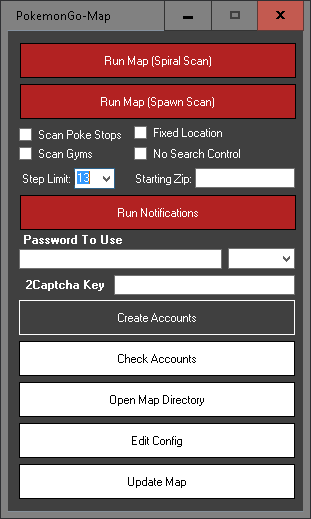 PokemonGo-Map
Run Map (Spiral Scan)
Run Map (Spawn Scan)
Scan Poke Stops Fixed Location
Scan Gyms No Search Control
Step Limit: 13 Starting Zip:
Run Notifications
Password To Use
2Captcha Key
Create Accounts
Check Accounts
Open Map Directory
Edit Config
Update Map